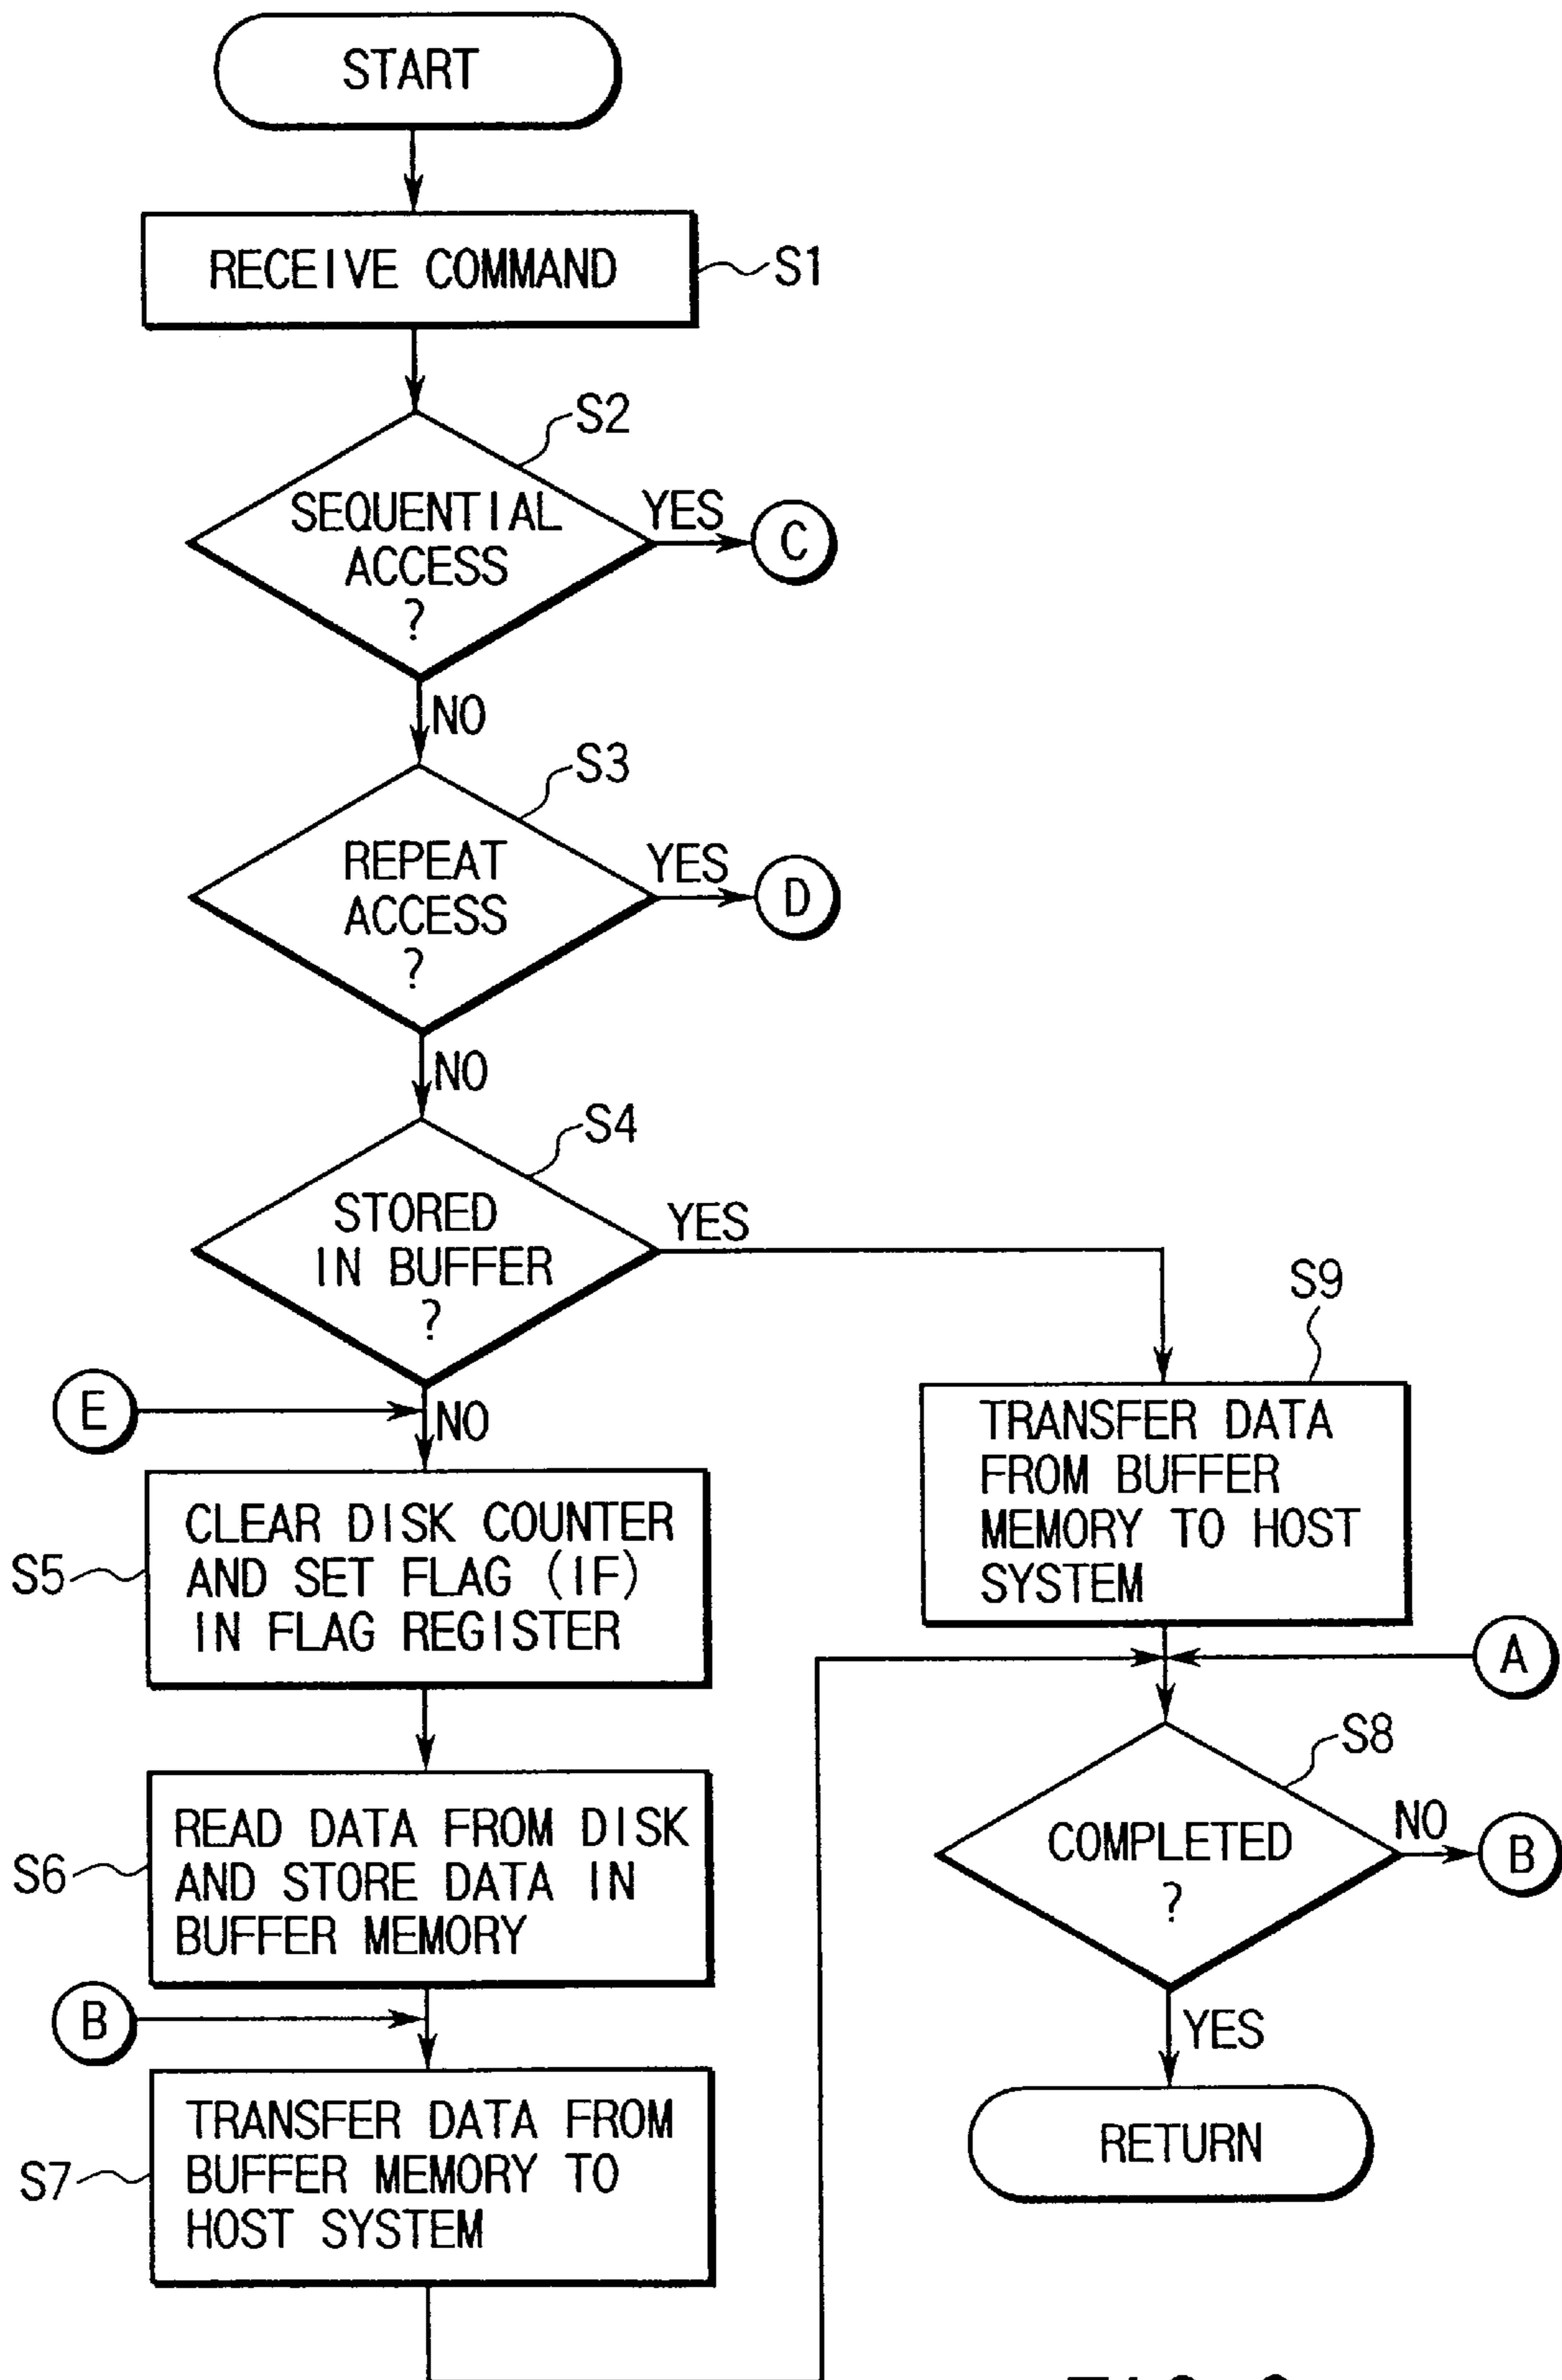 START
RECEIVE COMMAND
S1
S2
SEQUENTIAL
ACCESS
?
YES
C
NO
S3
REPEAT
ACCESS
?
YES
D
NO
S4
STORED
IN BUFFER
?
YES
E
NO
S5
CLEAR DISK COUNTER
AND SET FLAG (IF)
IN FLAG REGISTER
S6
READ DATA FROM DISK
AND STORE DATA IN
BUFFER MEMORY
B
S7
TRANSFER DATA FROM
BUFFER MEMORY TO
HOST SYSTEM
S9
TRANSFER DATA
FROM BUFFER
MEMORY TO HOST
SYSTEM
A
S8
COMPLETED
?
NO
B
YES
RETURN